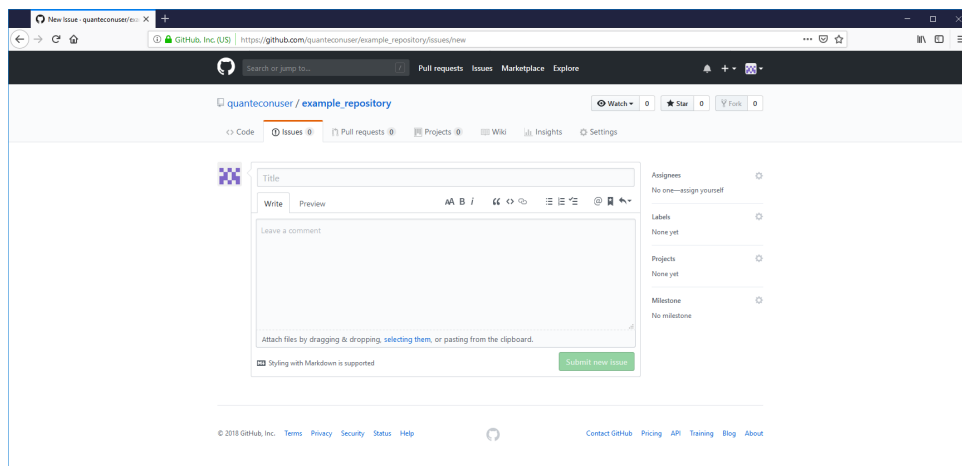 New Issue · quanteconuser/exa
GitHub, Inc. (US) https://github.com/quanteconuser/example_repository/issues/new
Search or jump to... / Pull requests Issues Marketplace Explore
quanteconuser / example_repository Watch 0 Star 0 Fork 0
Code Issues 0 Pull requests 0 Projects 0 Wiki Insights Settings
Title
Write Preview AA B i
Leave a comment
Attach files by dragging & dropping, selecting them, or pasting from the clipboard.
Styling with Markdown is supported
Submit new issue
Assignees
No one—assign yourself
Labels
None yet
Projects
None yet
Milestone
No milestone
© 2018 GitHub, Inc. Terms Privacy Security Status Help Contact GitHub Pricing API Training Blog About